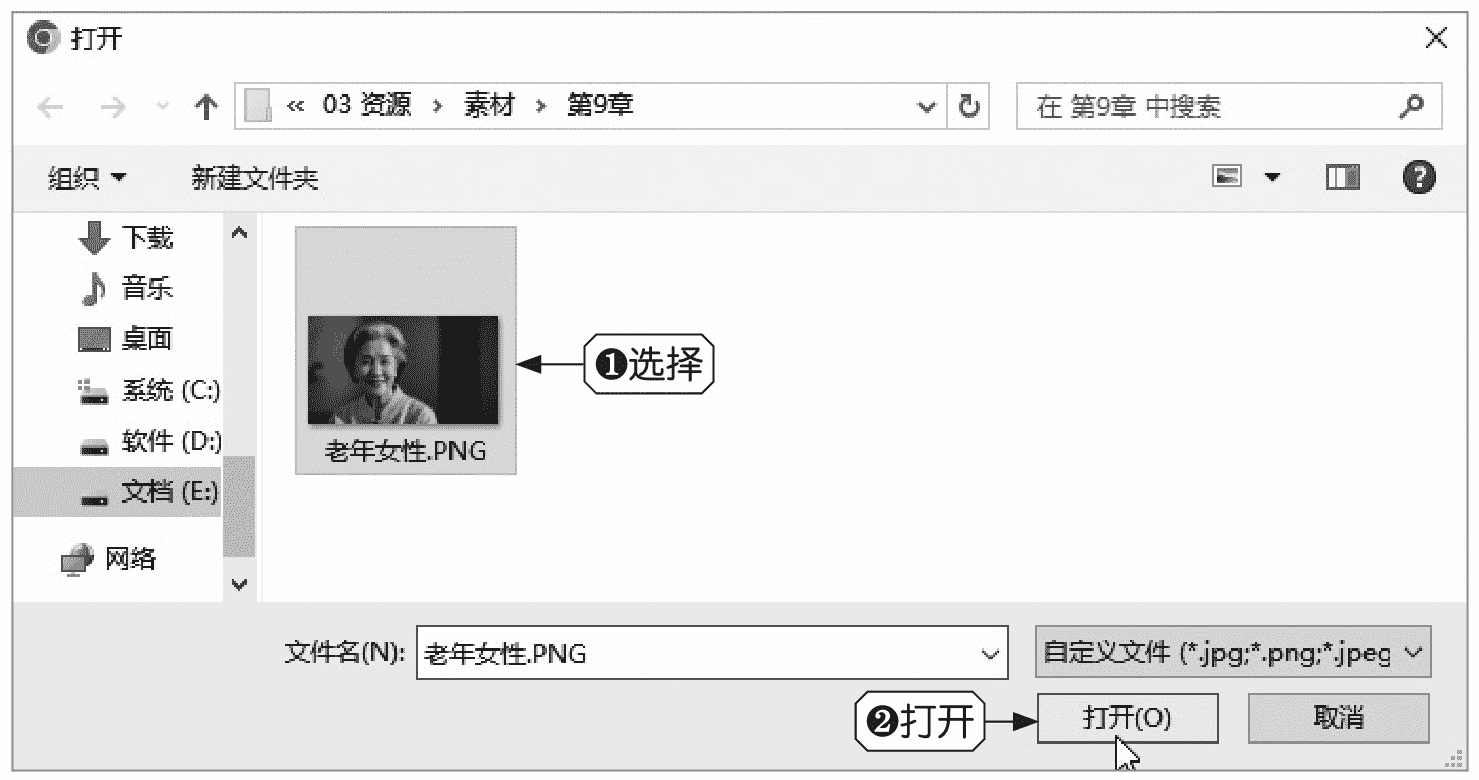 打开
« 03 资源 › 素材 › 第9章
在 第9章 中搜索
组织 新建文件夹
下载
音乐
桌面
系统 (C:)
软件 (D:)
文档 (E:)
网络
老年女性.PNG
❶选择
文件名(N): 老年女性.PNG
自定义文件 (*.jpg;*.png;*.jpeg
❷打开
打开(O)
取消